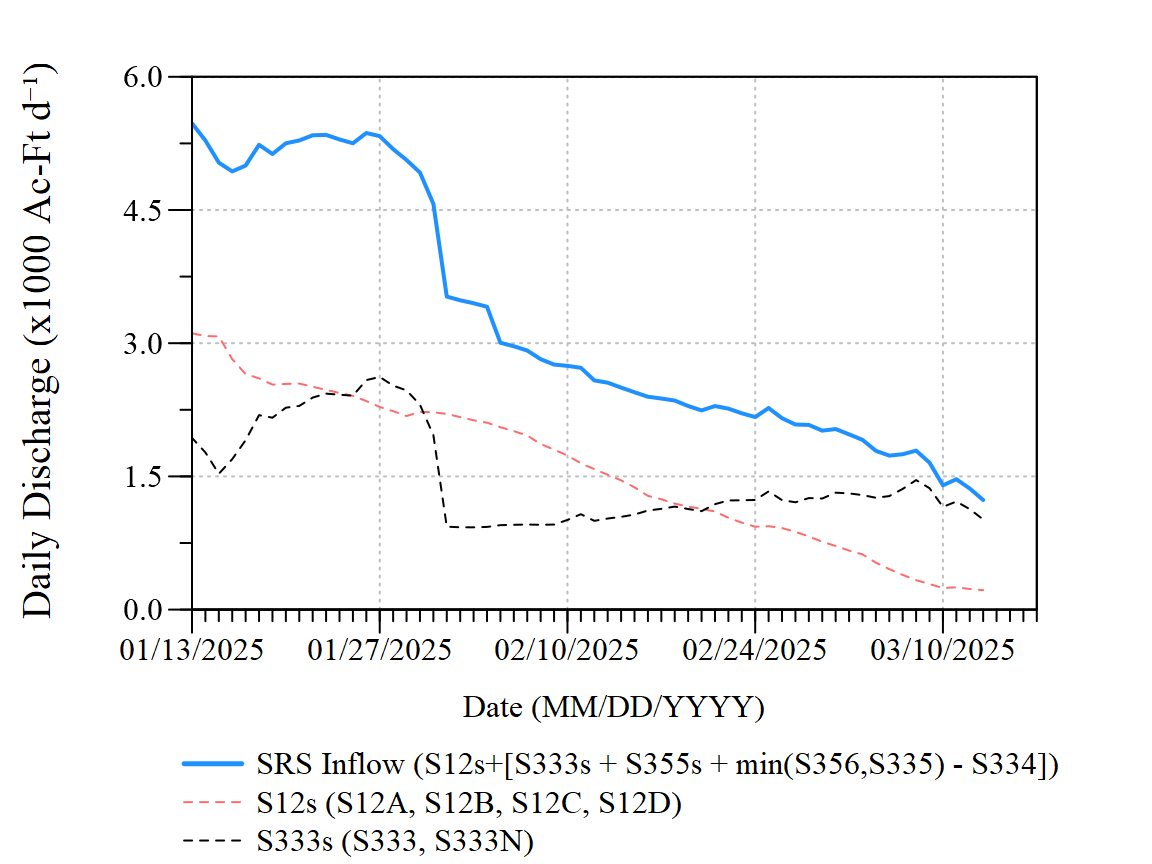 Daily Discharge (x1000 Ac-Ft d⁻¹)
6.0
4.5
3.0
1.5
0.0
01/13/2025 01/27/2025 02/10/2025 02/24/2025 03/10/2025
Date (MM/DD/YYYY)
SRS Inflow (S12s+[S333s + S355s + min(S356,S335) - S334])
S12s (S12A, S12B, S12C, S12D)
S333s (S333, S333N)